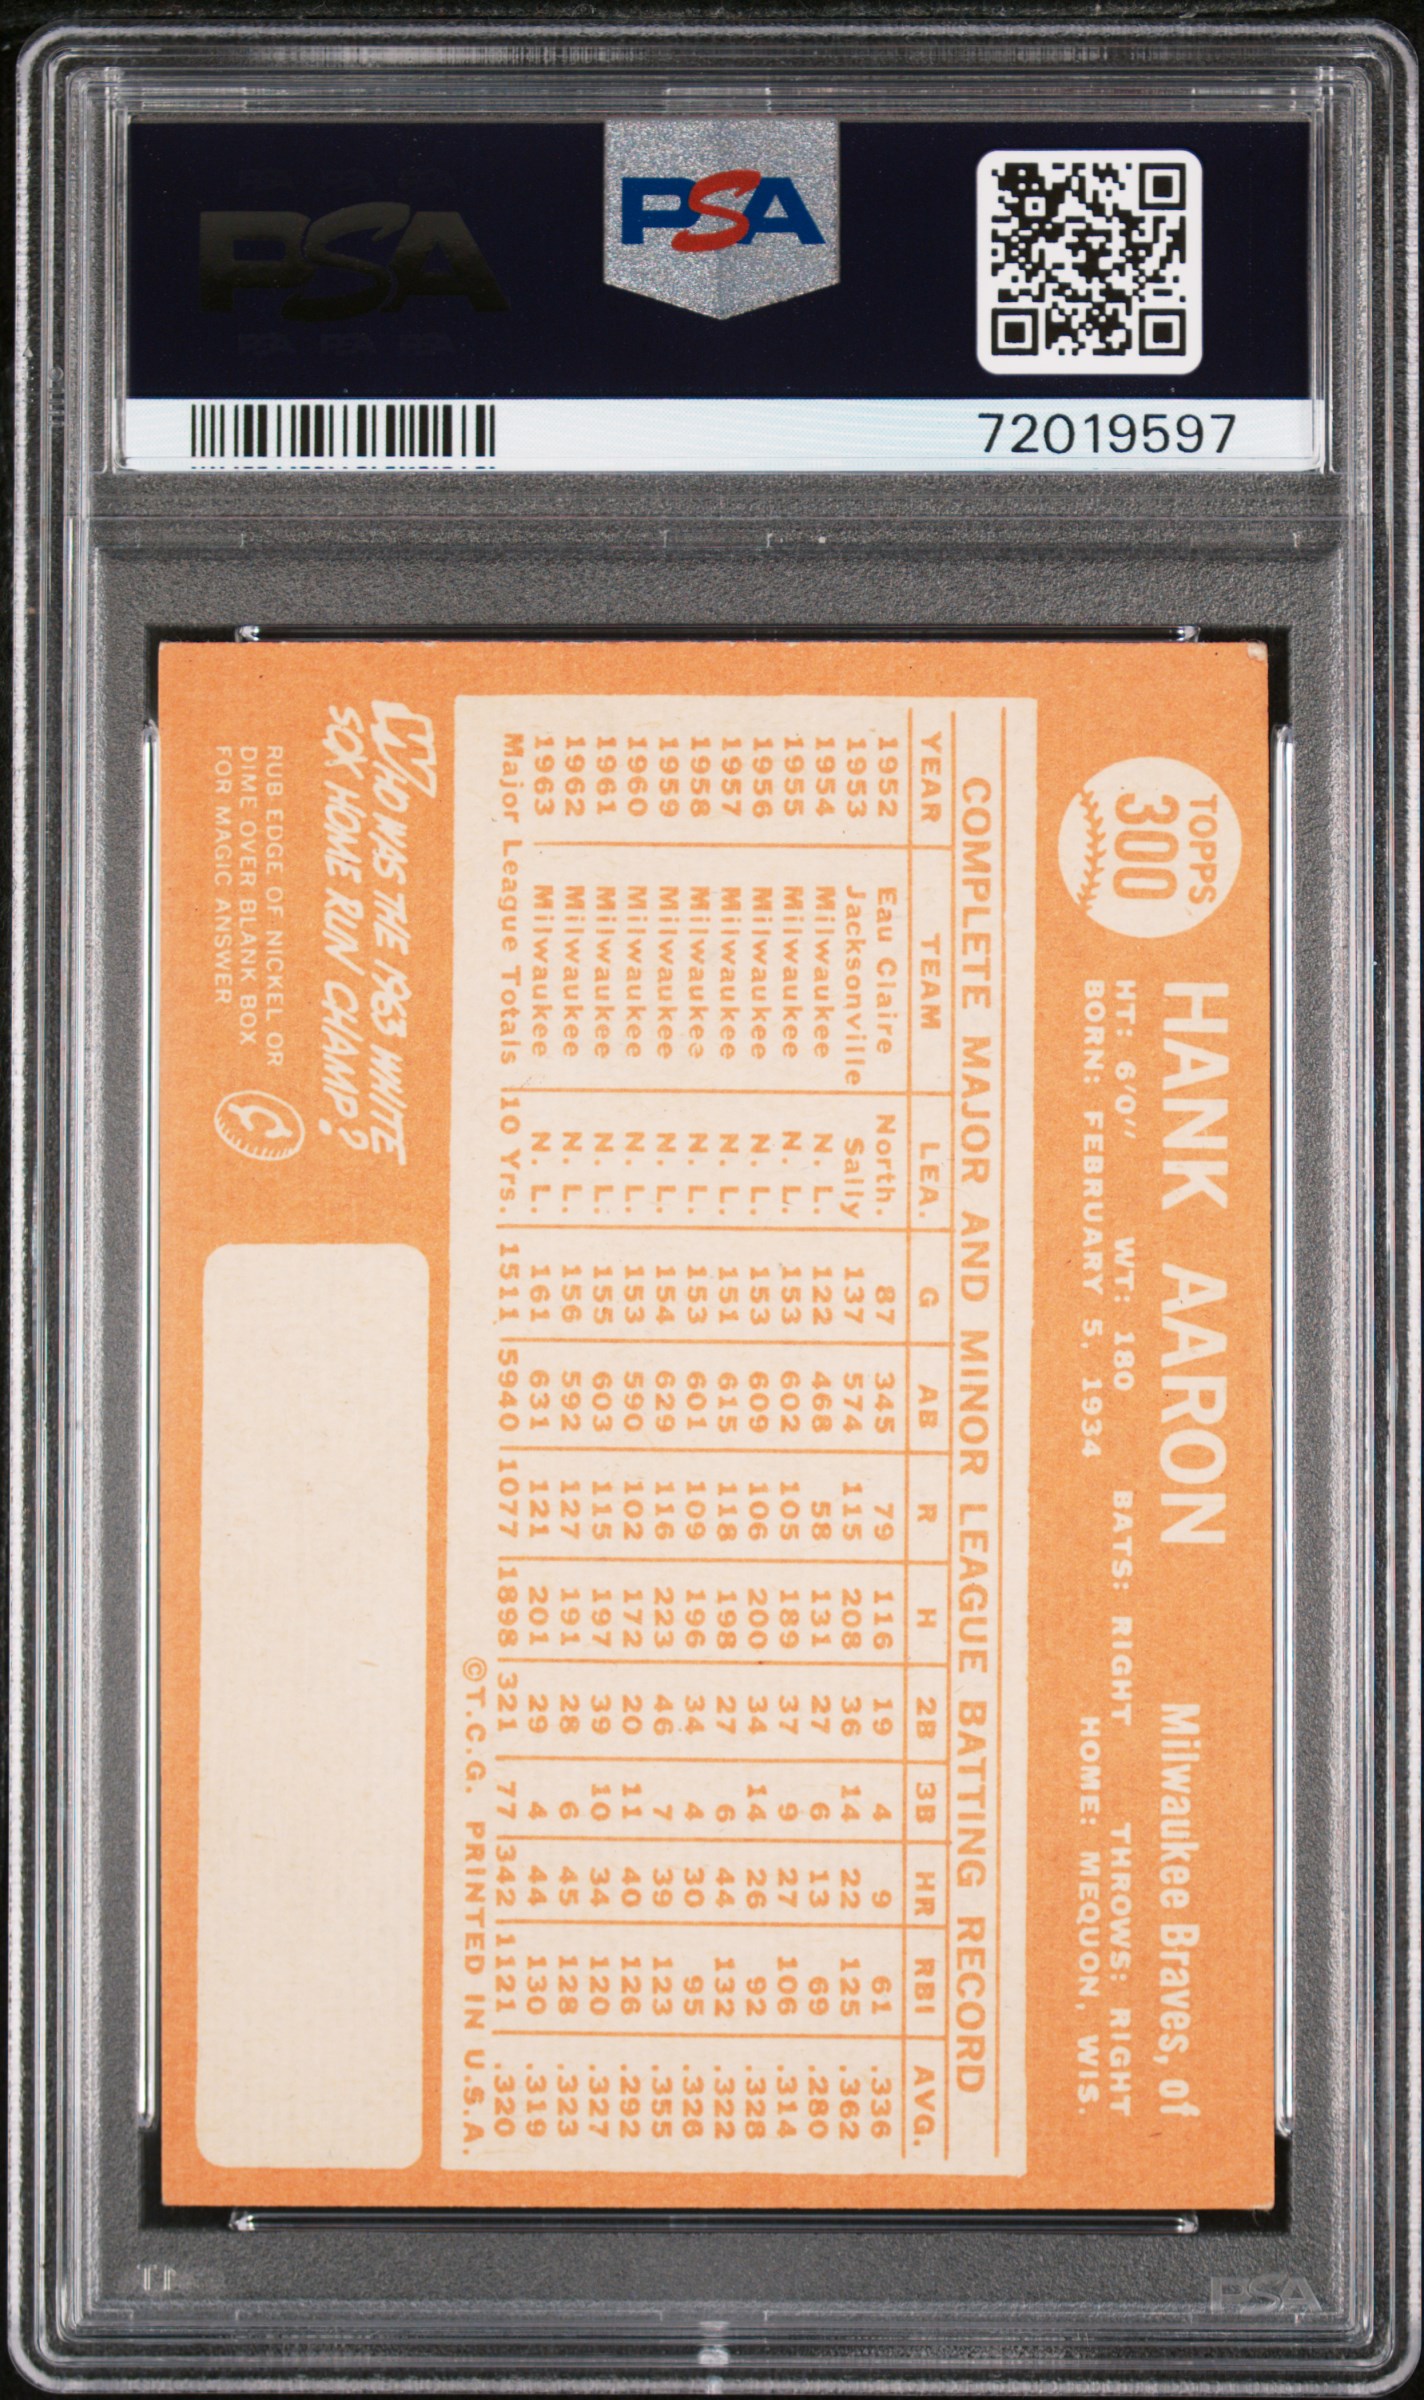 PSA
PSA
72019597
TOPPS
300
HANK AARON
Milwaukee Braves, of
HT: 6'0" WT: 180 BATS: RIGHT THROWS: RIGHT
BORN: FEBRUARY 5, 1934 HOME: MEQUON, WIS.
COMPLETE MAJOR AND MINOR LEAGUE BATTING RECORD
YEAR TEAM LEA. G AB R H 2B 3B HR RBI AVG.
1952 Eau Claire North. 87 345 79 116 19 4 9 61 .336
1953 Jacksonville Sally 137 574 115 208 36 14 22 125 .362
1954 Milwaukee N. L. 122 468 58 131 27 6 13 69 .280
1955 Milwaukee N. L. 153 602 105 189 37 9 27 106 .314
1956 Milwaukee N. L. 153 609 106 200 34 14 26 92 .328
1957 Milwaukee N. L. 151 615 118 198 27 6 44 132 .322
1958 Milwaukee N. L. 153 601 109 196 34 4 30 95 .328
1959 Milwaukee N. L. 154 629 116 223 46 7 39 123 .355
1960 Milwaukee N. L. 153 590 102 172 20 11 40 126 .292
1961 Milwaukee N. L. 155 603 115 197 39 10 34 120 .327
1962 Milwaukee N. L. 156 592 127 191 28 6 45 128 .323
1963 Milwaukee N. L. 161 631 121 201 29 4 44 130 .319
Major League Totals 10 Yrs. 1511 5940 1077 1898 321 77 342 1121 .320
©T.C.G. PRINTED IN U.S.A.
WHO WAS THE 1963 WHITE
SOX HOME RUN CHAMP?
RUB EDGE OF NICKEL OR
DIME OVER BLANK BOX
FOR MAGIC ANSWER
PSA